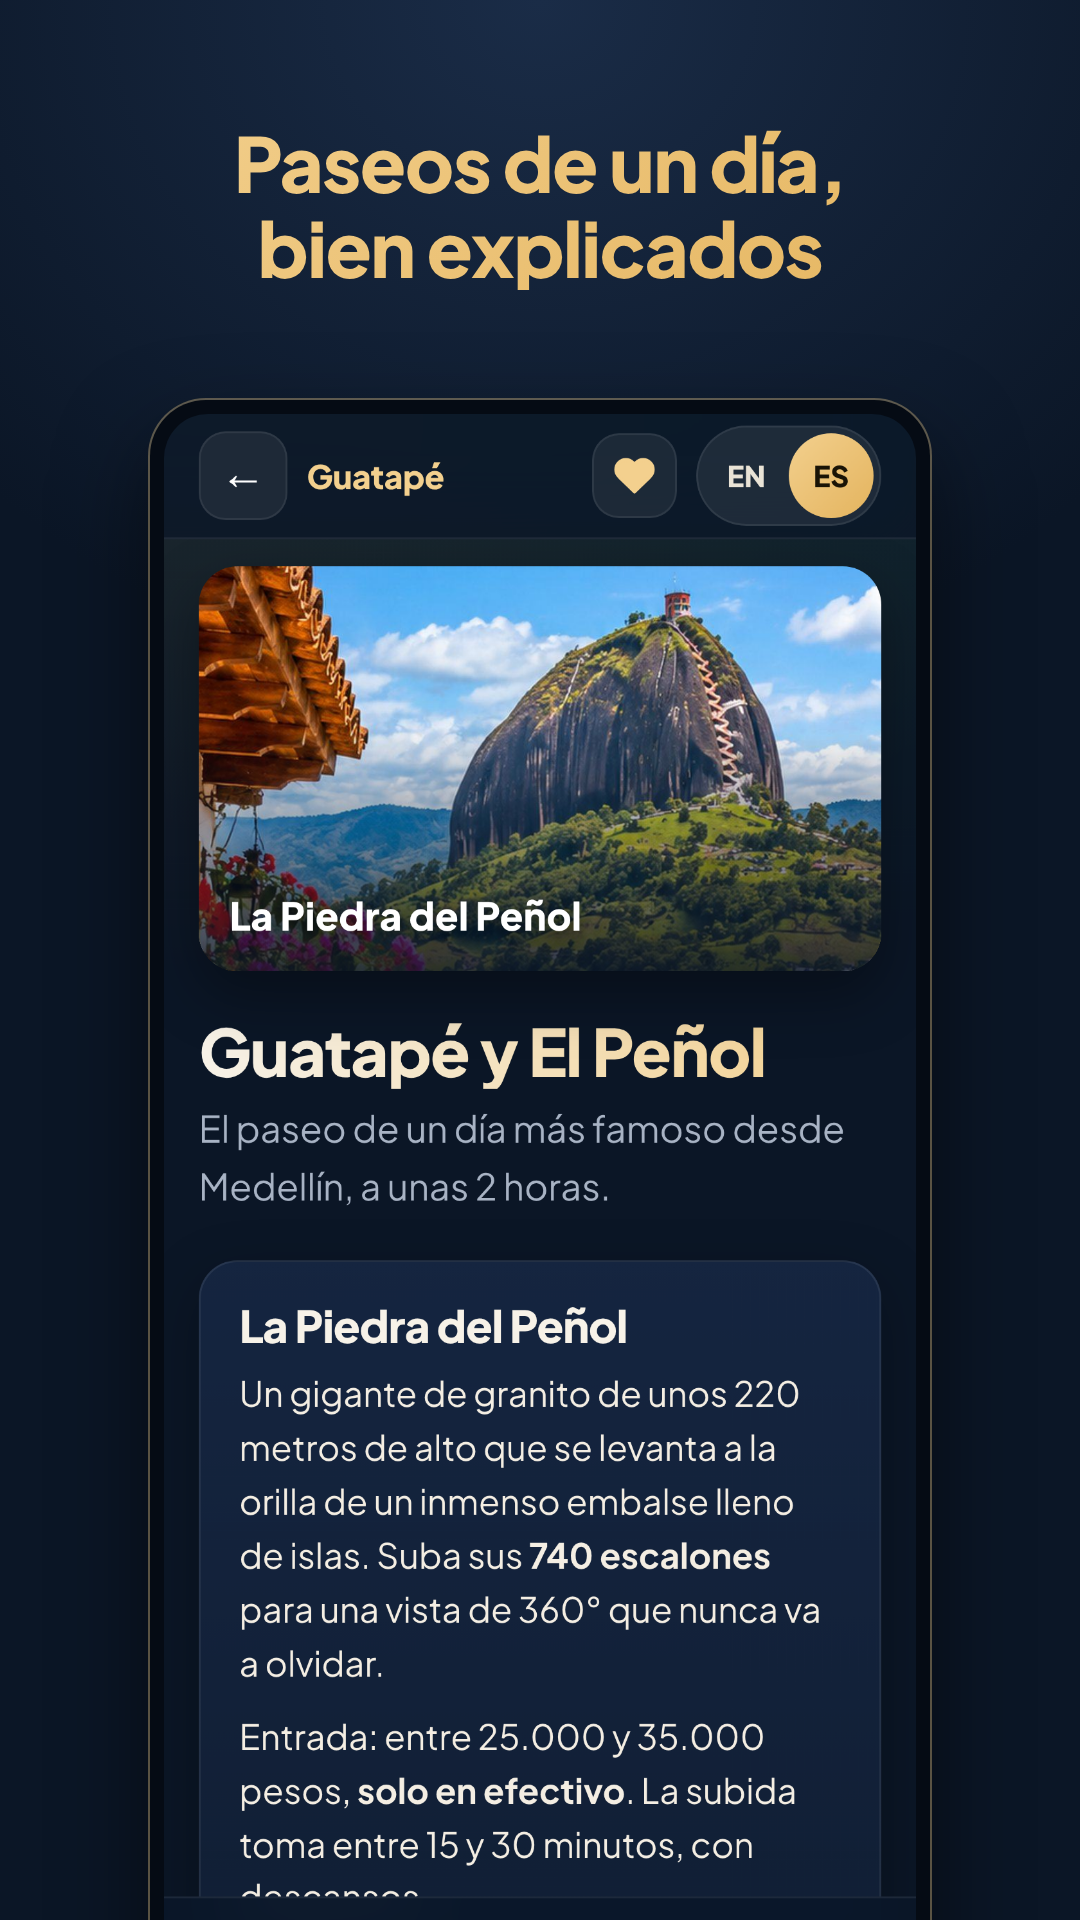 Paseos de un día,
bien explicados
← Guatapé EN ES
La Piedra del Peñol
Guatapé y El Peñol
El paseo de un día más famoso desde
Medellín, a unas 2 horas.
La Piedra del Peñol
Un gigante de granito de unos 220
metros de alto que se levanta a la
orilla de un inmenso embalse lleno
de islas. Suba sus 740 escalones
para una vista de 360° que nunca va
a olvidar.
Entrada: entre 25.000 y 35.000
pesos, solo en efectivo. La subida
toma entre 15 y 30 minutos, con
descansos